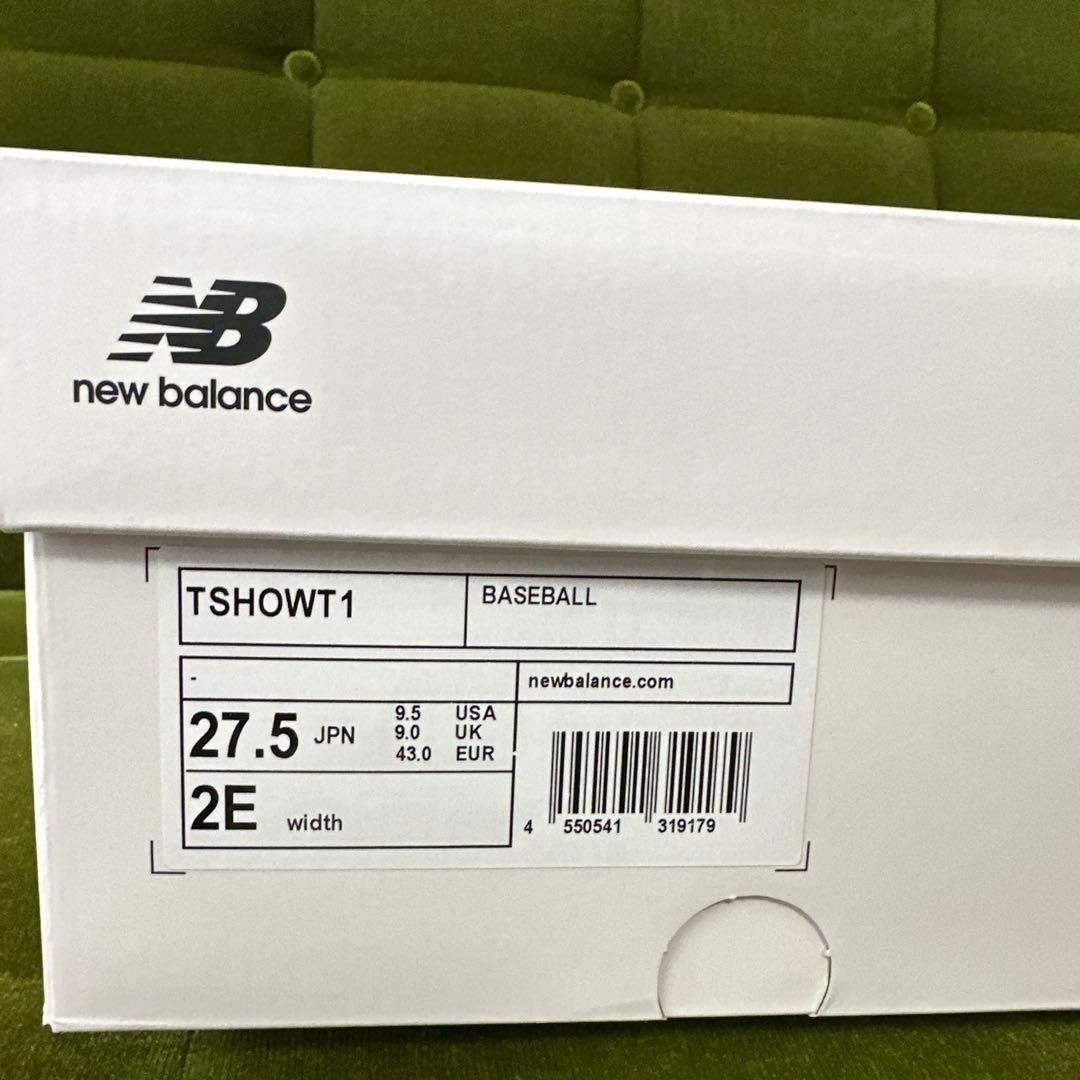 NB
new balance
TSHOWT1
BASEBALL
-
newbalance.com
27.5 JPN
9.5 USA
9.0 UK
43.0 EUR
2E width
4 550541 319179